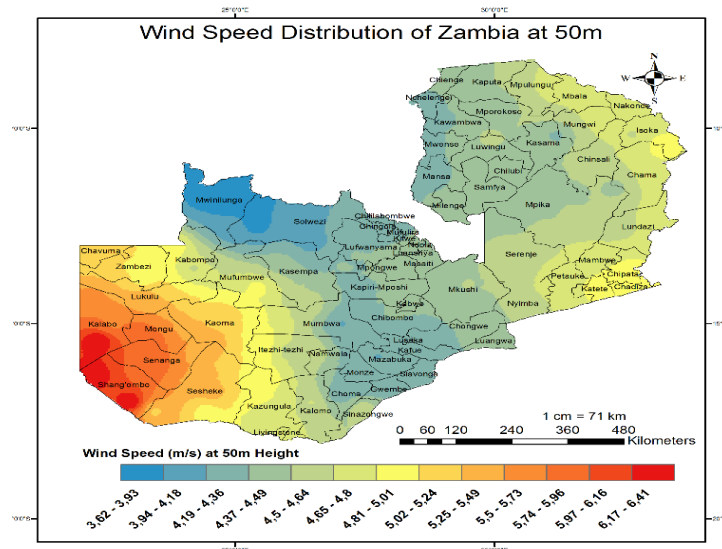 Wind Speed Distribution of Zambia at 50m
25°0'0"E
30°0'0"E
N
W E
S
Chienge Kaputa Mpulungu
Nchelenge Mbala Nakonde
Mporokoso
Kawambwa Mungwi Isoka
Mwense Luwingu Kasama
Chinsali
Mansa Chilubi Chama
Samfya
Milenge Mpika
Mwinilunga
Solwezi Chililabombwe Lundazi
Chingola
Mufulira
Kitwe
Chavuma Lufwanyama Ndola
Luanshya
Zambezi Kabompo Masaiti Serenje Mambwe
Kasempa Mpongwe Petauke Chipata
Mufumbwe Katete Chadiza
Lukulu Kapiri-Mposhi Mkushi Nyimba
Kabwe
Kalabo Mongu Kaoma Mumbwa Chibombo
Chongwe
Senenga Itezhi-tezhi Namwala Lusaka Luangwa
Kafue
Shang'ombo Sesheke Mazabuka
Monze Siavonga
Gwembe
Kazungula Choma
Kalomo Sinazongwe
Livingstone
1 cm = 71 km
0 60 120 240 360 480
Kilometers
Wind Speed (m/s) at 50m Height
3,62 - 3,93
3,94 - 4,18
4,19 - 4,36
4,37 - 4,49
4,5 - 4,64
4,65 - 4,8
4,81 - 5,01
5,02 - 5,24
5,25 - 5,49
5,5 - 5,73
5,74 - 5,96
5,97 - 6,16
6,17 - 6,41